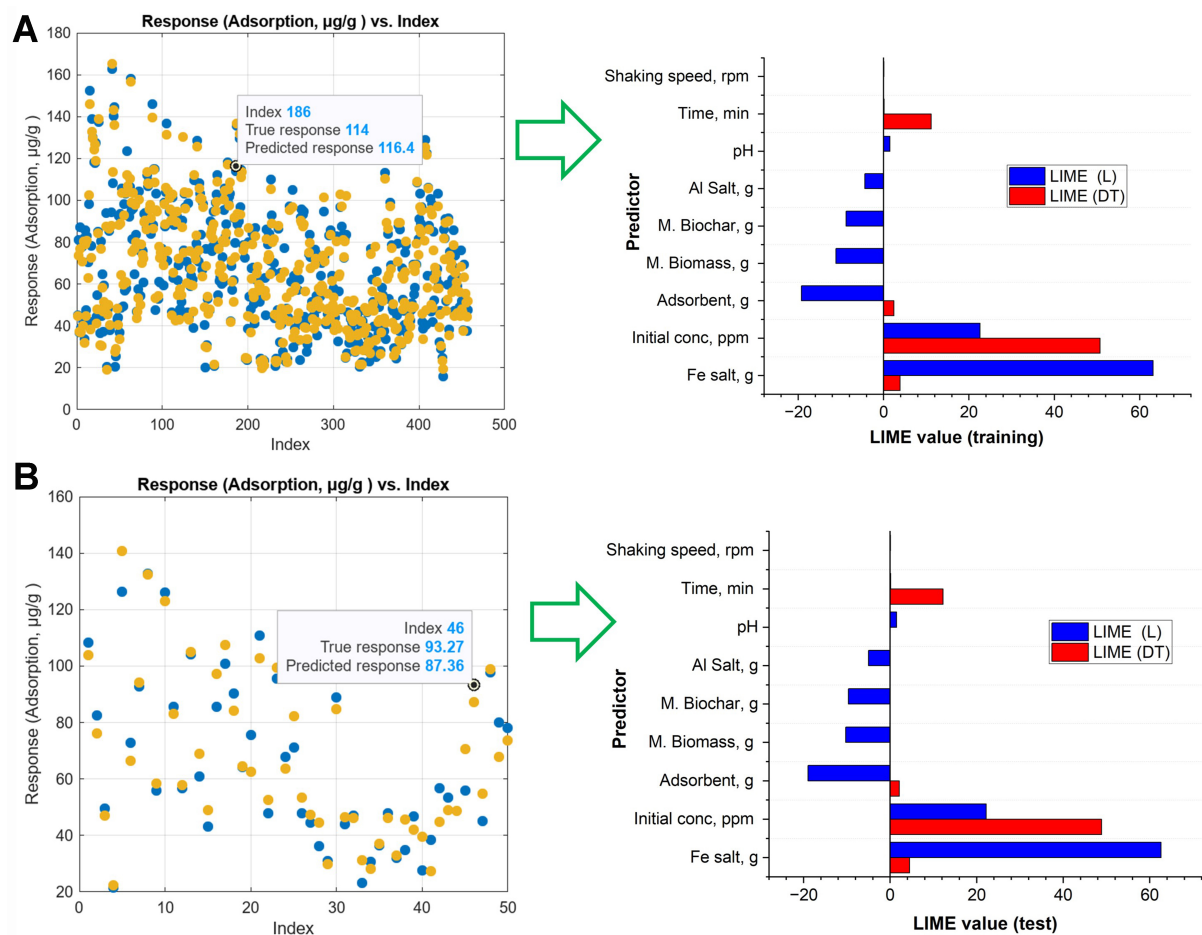 A
Response (Adsorption, µg/g ) vs. Index
Response (Adsorption, µg/g )
180
160
140
120
100
80
60
40
20
0
Index 186
True response 114
Predicted response 116.4
0 100 200 300 400 500
Index
Predictor
Shaking speed, rpm
Time, min
pH
Al Salt, g
M. Biochar, g
M. Biomass, g
Adsorbent, g
Initial conc, ppm
Fe salt, g
LIME (L)
LIME (DT)
−20 0 20 40 60
LIME value (training)
B
Response (Adsorption, µg/g ) vs. Index
Response (Adsorption, µg/g )
160
140
120
100
80
60
40
20
Index 46
True response 93.27
Predicted response 87.36
0 10 20 30 40 50
Index
Predictor
Shaking speed, rpm
Time, min
pH
Al Salt, g
M. Biochar, g
M. Biomass, g
Adsorbent, g
Initial conc, ppm
Fe salt, g
LIME (L)
LIME (DT)
−20 0 20 40 60
LIME value (test)